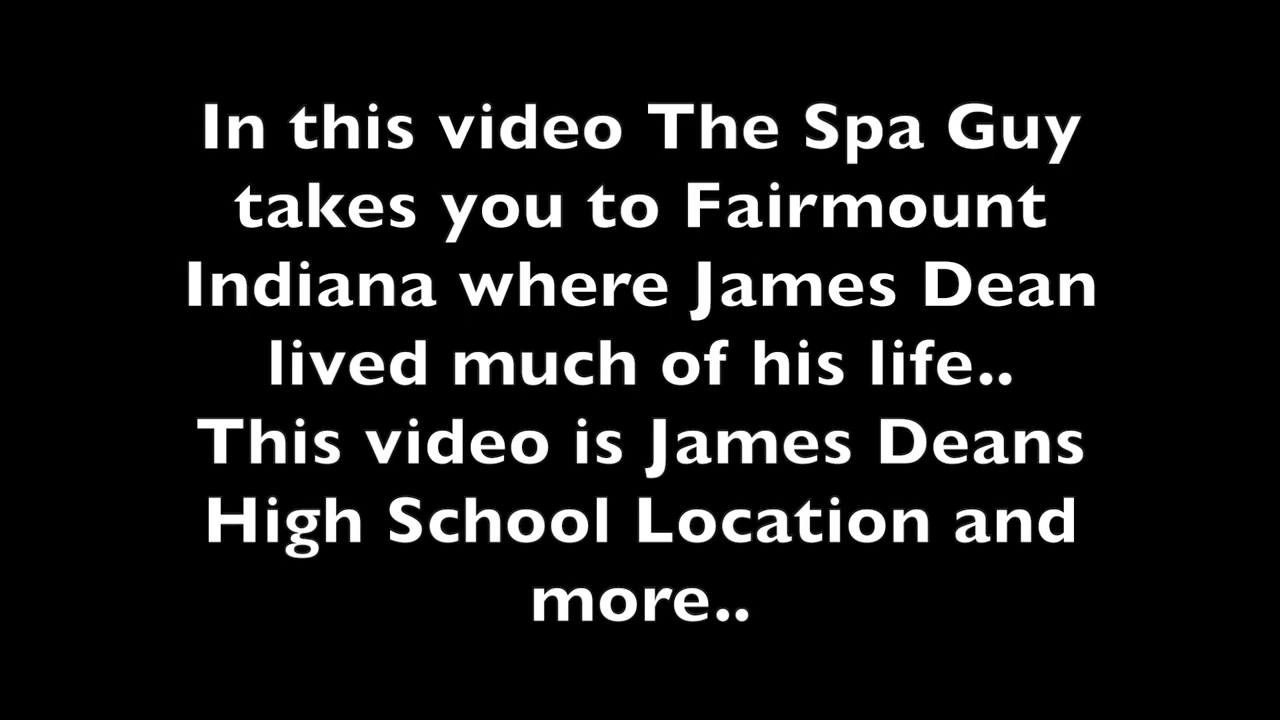 In this video The Spa Guy
takes you to Fairmount
Indiana where James Dean
lived much of his life..
This video is James Deans
High School Location and
more..